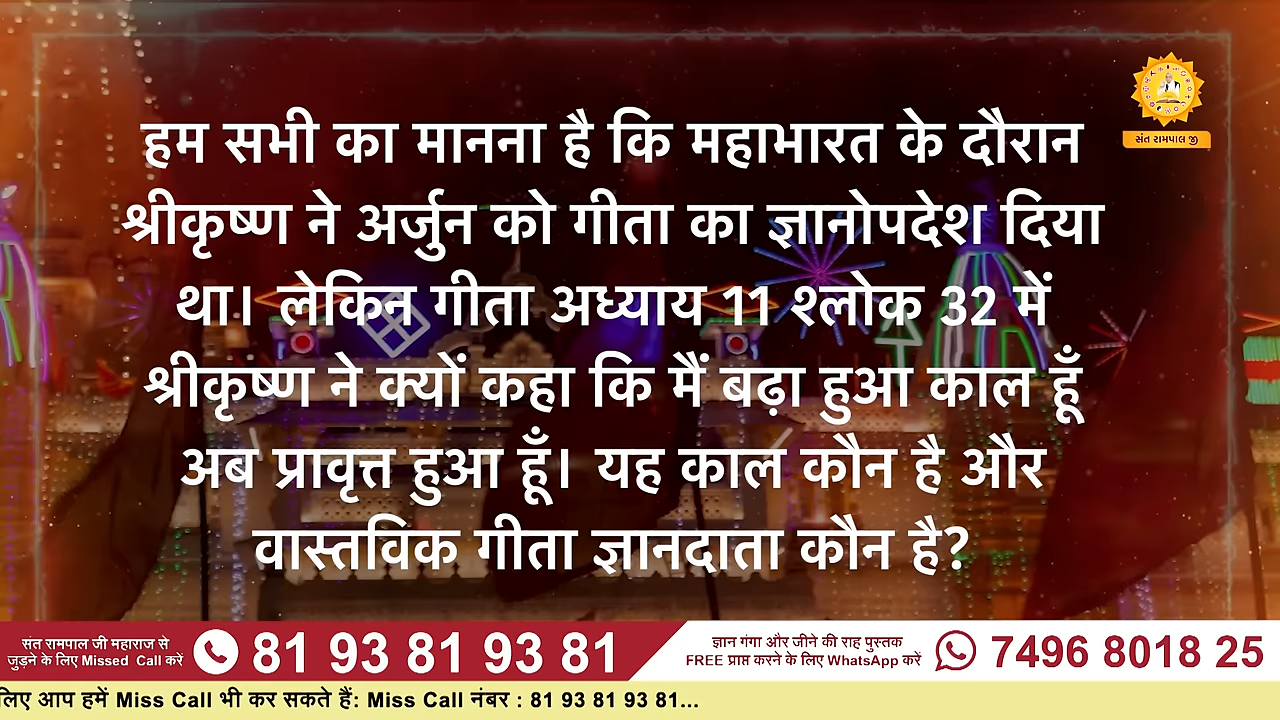 हम सभी का मानना है कि महाभारत के दौरान
श्रीकृष्ण ने अर्जुन को गीता का ज्ञानोपदेश दिया
था। लेकिन गीता अध्याय 11 श्लोक 32 में
श्रीकृष्ण ने क्यों कहा कि मैं बढ़ा हुआ काल हूँ
अब प्रावृत्त हुआ हूँ। यह काल कौन है और
वास्तविक गीता ज्ञानदाता कौन है?
સંત રામપાલ જી
संत रामपाल जी महाराज से
जुड़ने के लिए Missed Call करें
81 93 81 93 81
ज्ञान गंगा और जीने की राह पुस्तक
FREE प्राप्त करने के लिए WhatsApp करें
7496 8018 25
लिए आप हमें Miss Call भी कर सकते हैं: Miss Call नंबर : 81 93 81 93 81...